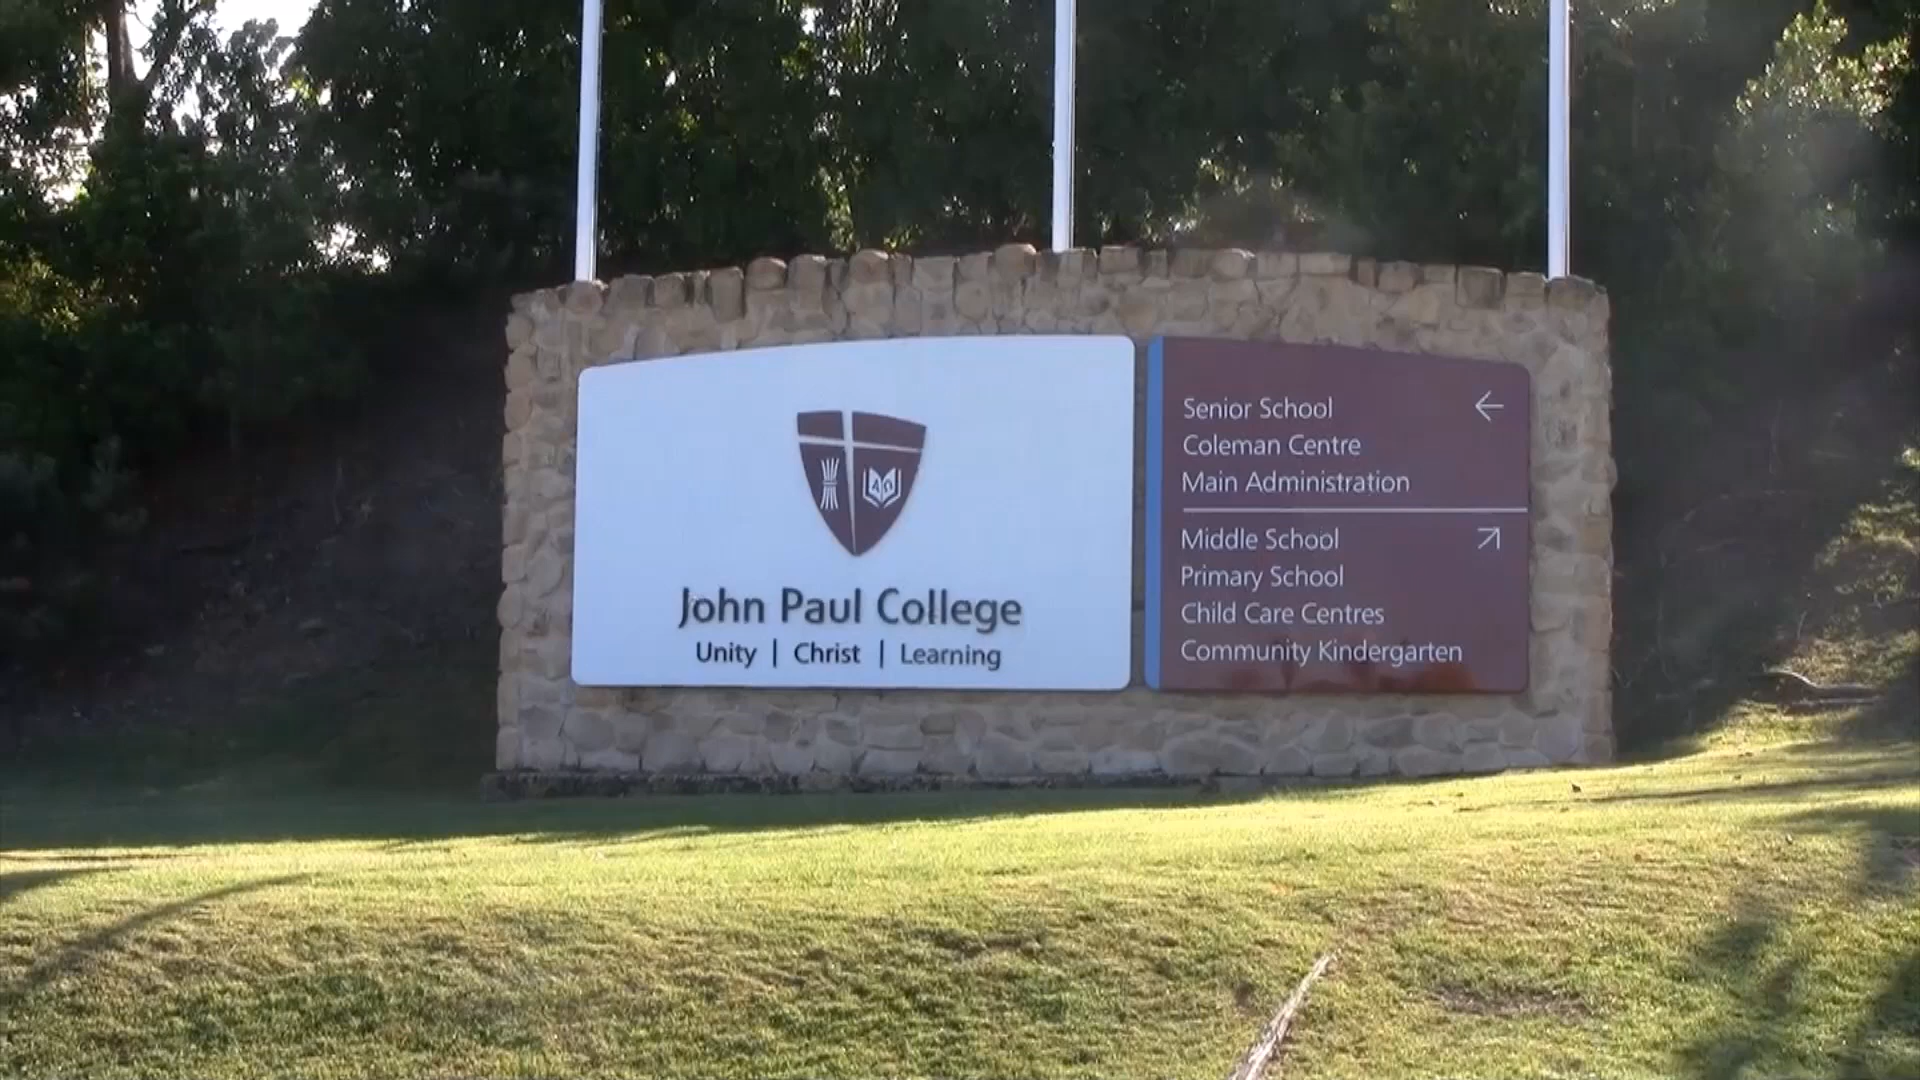 John Paul College
Unity | Christ | Learning
Senior School
Coleman Centre
Main Administration
Middle School
Primary School
Child Care Centres
Community Kindergarten